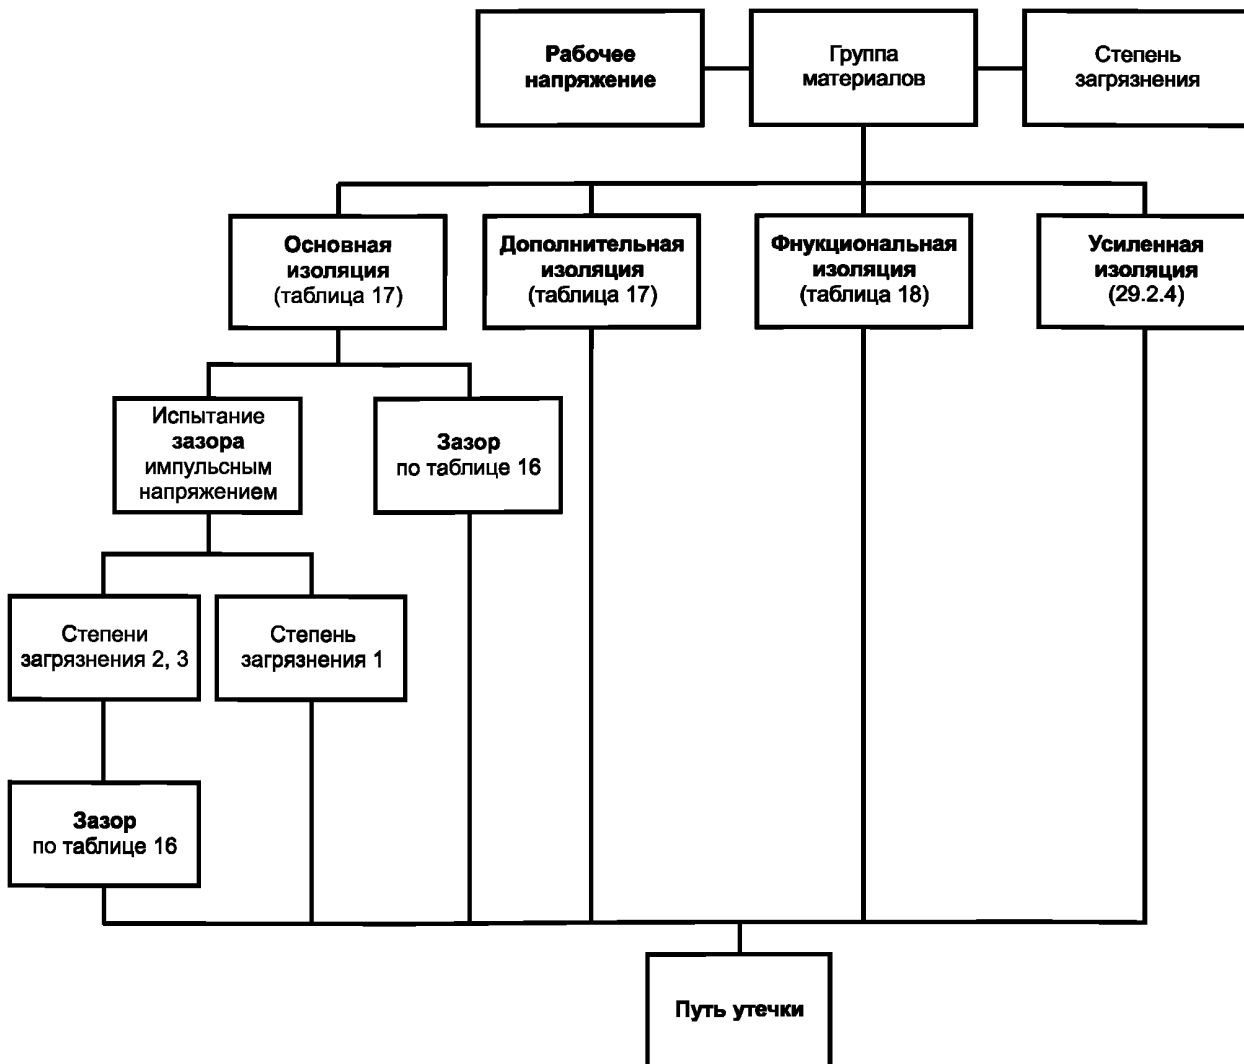 Рабочее
напряжение
Группа
материалов
Степень
загрязнения
Основная
изоляция
(таблица 17)
Дополнительная
изоляция
(таблица 17)
Фнукциональная
изоляция
(таблица 18)
Усиленная
изоляция
(29.2.4)
Испытание
зазора
импульсным
напряжением
Зазор
по таблице 16
Степени
загрязнения 2, 3
Степень
загрязнения 1
Зазор
по таблице 16
Путь утечки